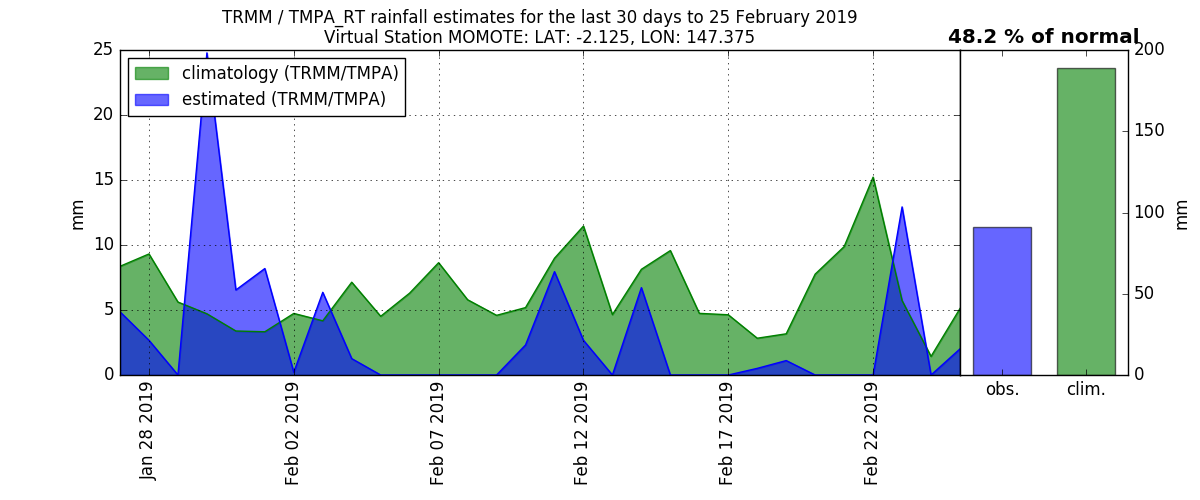 TRMM / TMPA_RT rainfall estimates for the last 30 days to 25 February 2019
Virtual Station MOMOTE: LAT: -2.125, LON: 147.375
48.2 % of normal
climatology (TRMM/TMPA)
estimated (TRMM/TMPA)
mm
25
20
15
10
5
0
Jan 28 2019
Feb 02 2019
Feb 07 2019
Feb 12 2019
Feb 17 2019
Feb 22 2019
200
150
100
50
0
mm
obs.
clim.